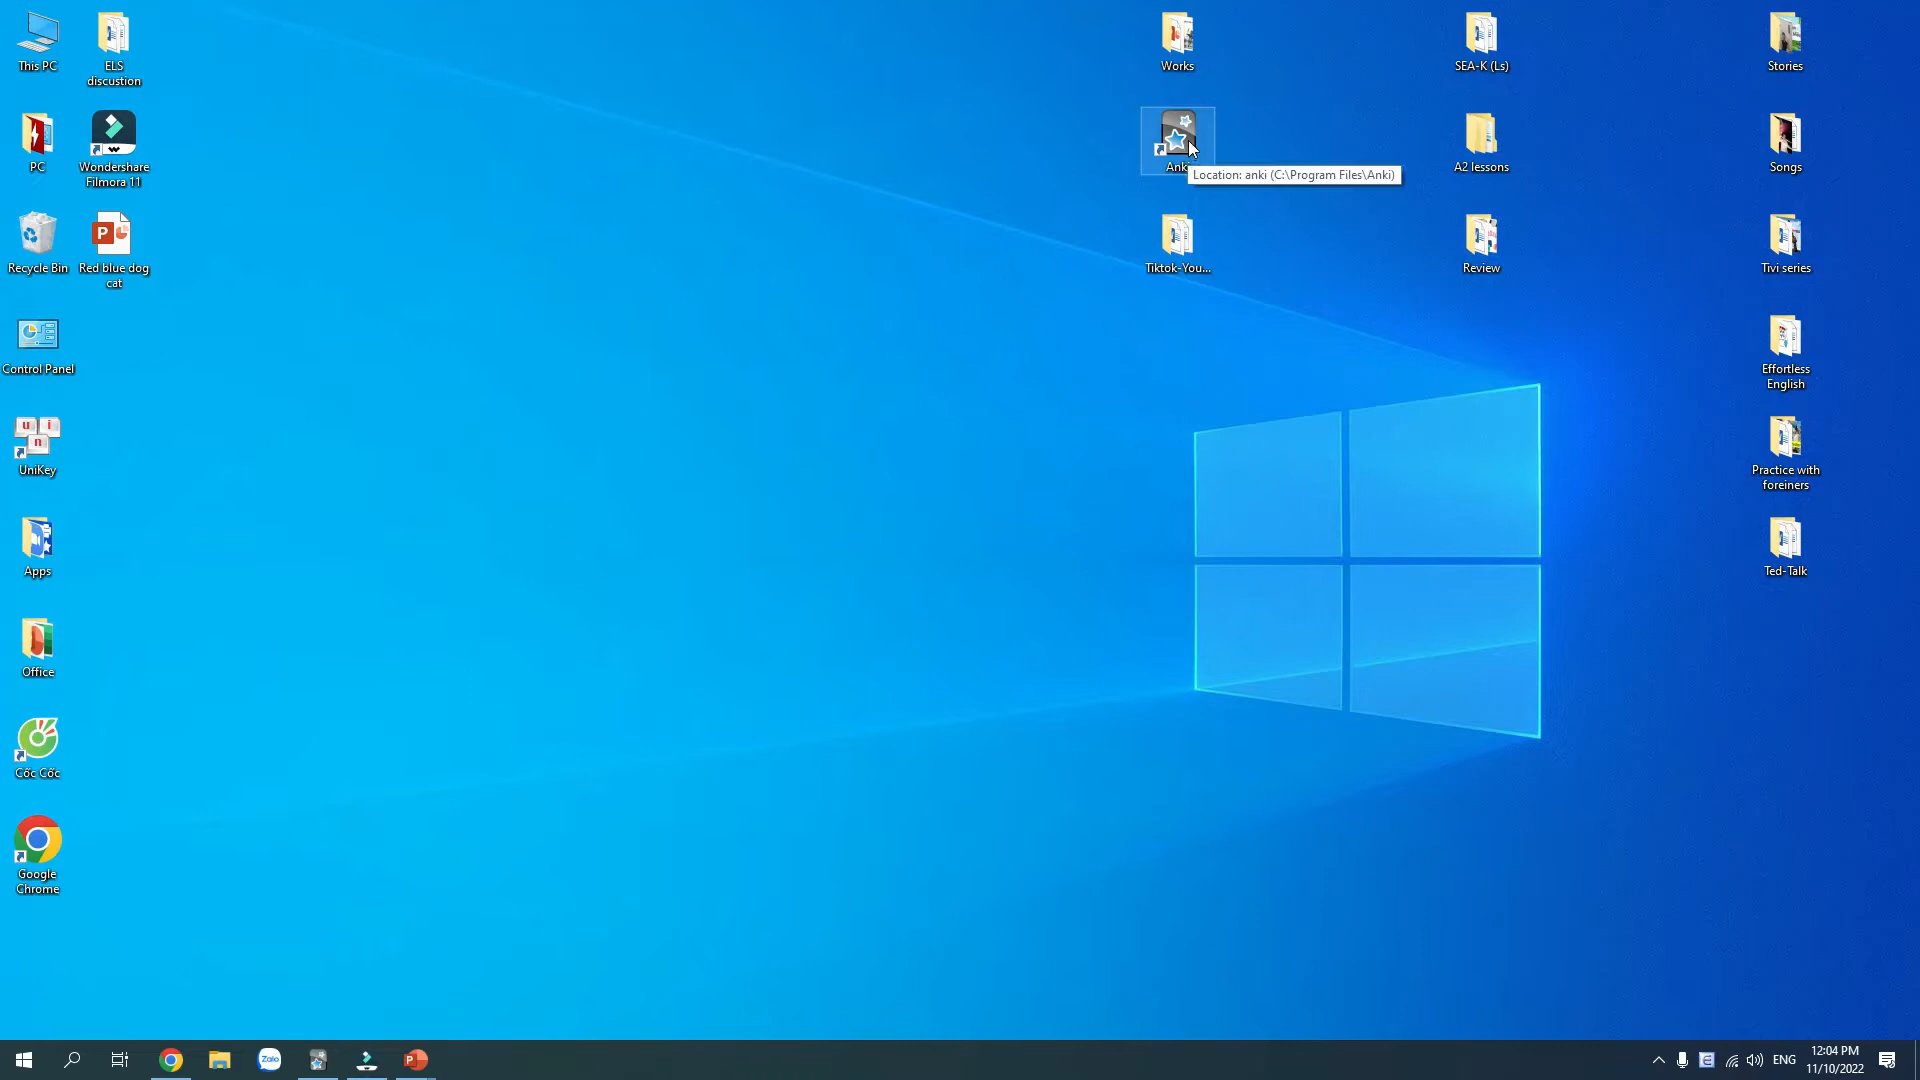 This PC
ELS
discustion
Works
SEA-K (Ls)
Stories
PC
Wondershare
Filmora 11
Location: anki (C:\Program Files\Anki)
A2 lessons
Songs
Recycle Bin
Red blue dog
cat
Tiktok-You...
Review
Tivi series
Control Panel
Effortless
English
UniKey
Practice with
foreiners
Apps
Ted-Talk
Office
Cốc Cốc
Google
Chrome
Zalo
ENG
12:04 PM
11/10/2022